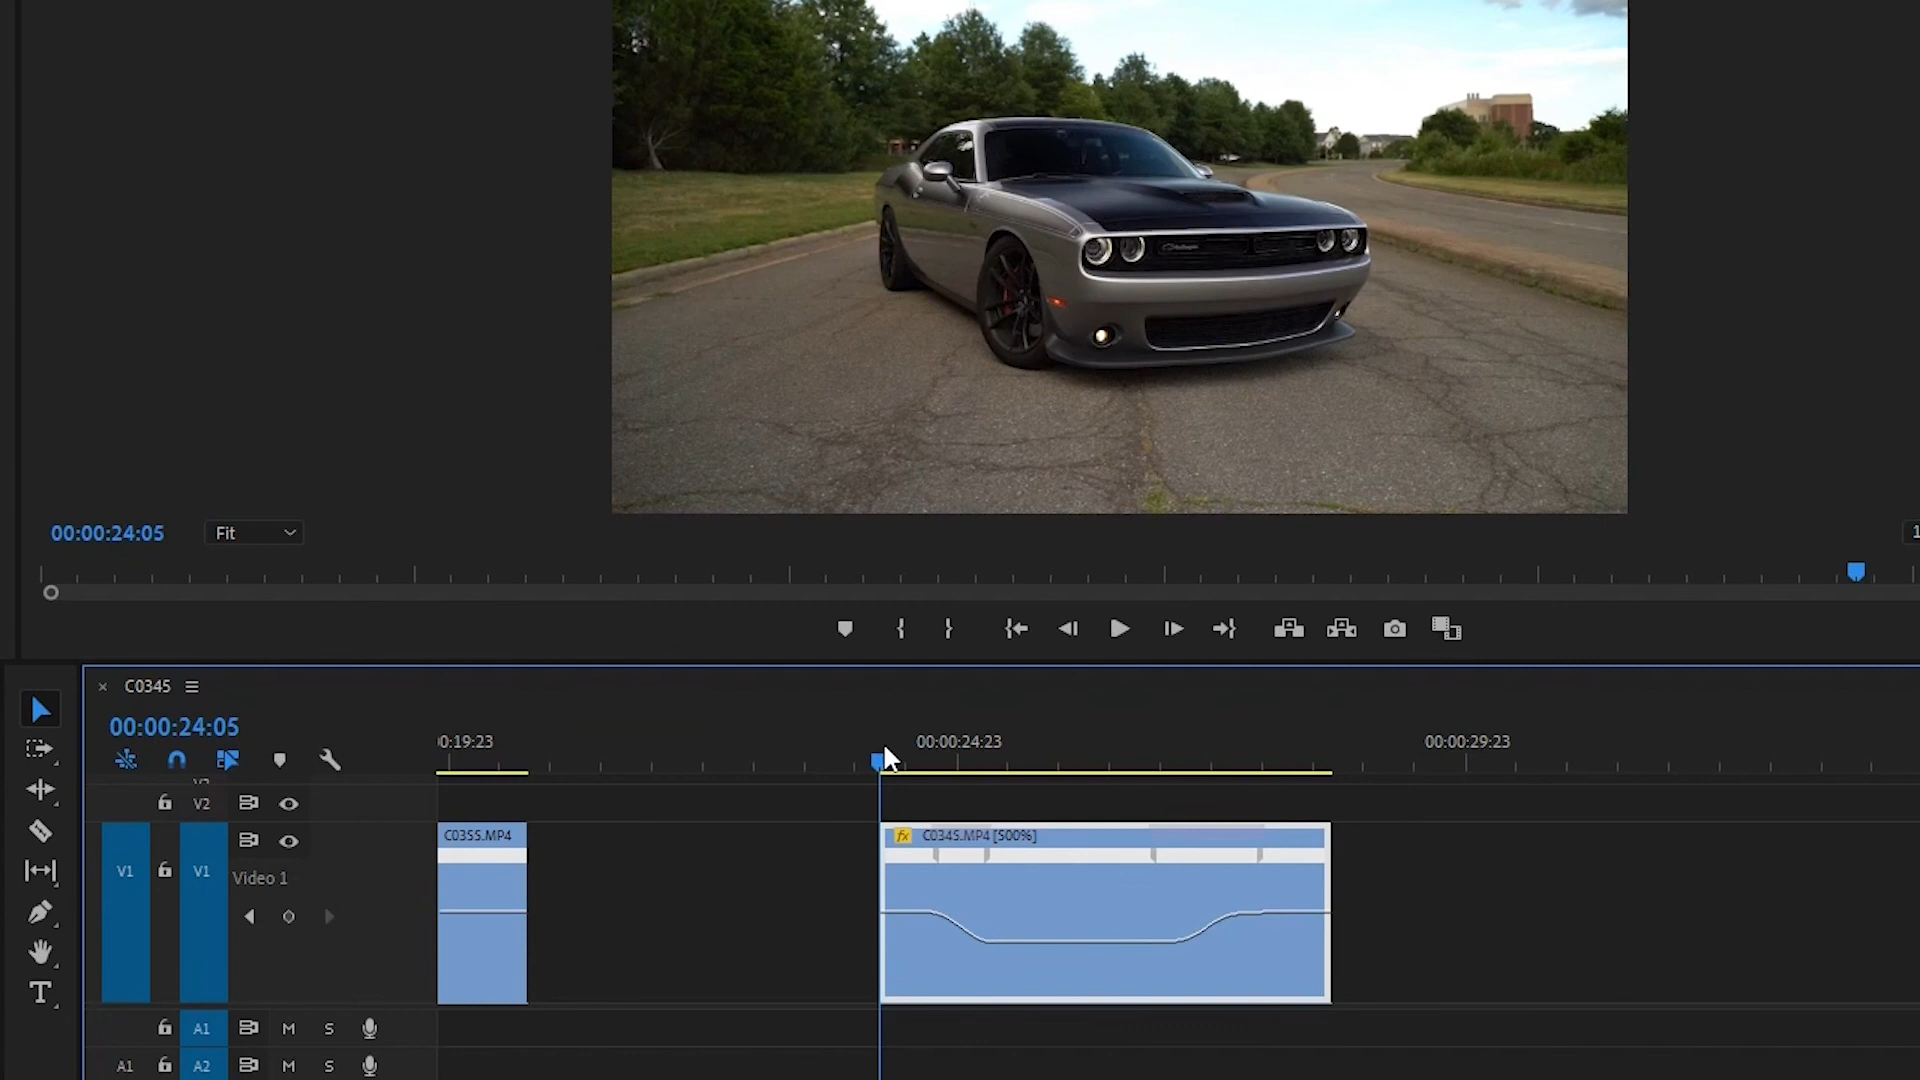 00:00:24:05
Fit
C0345
00:00:24:05
0:19:23
00:00:24:23
00:00:29:23
V2
C0355.MP4
C0345.MP4 [500%]
V1
V1
Video 1
A1
M
S
A1
A2
M
S